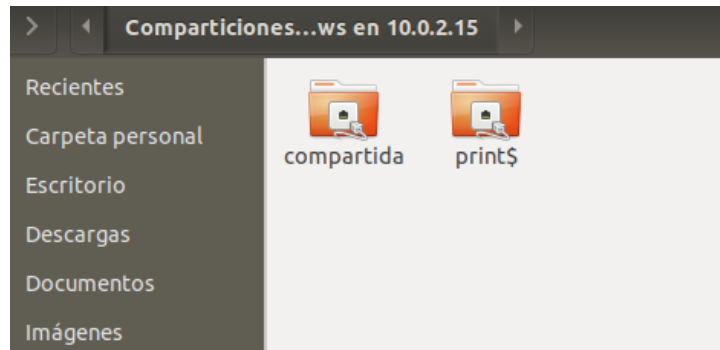 Comparticiones...ws en 10.0.2.15
Recientes
Carpeta personal
Escritorio
Descargas
Documentos
Imágenes
compartida
print$